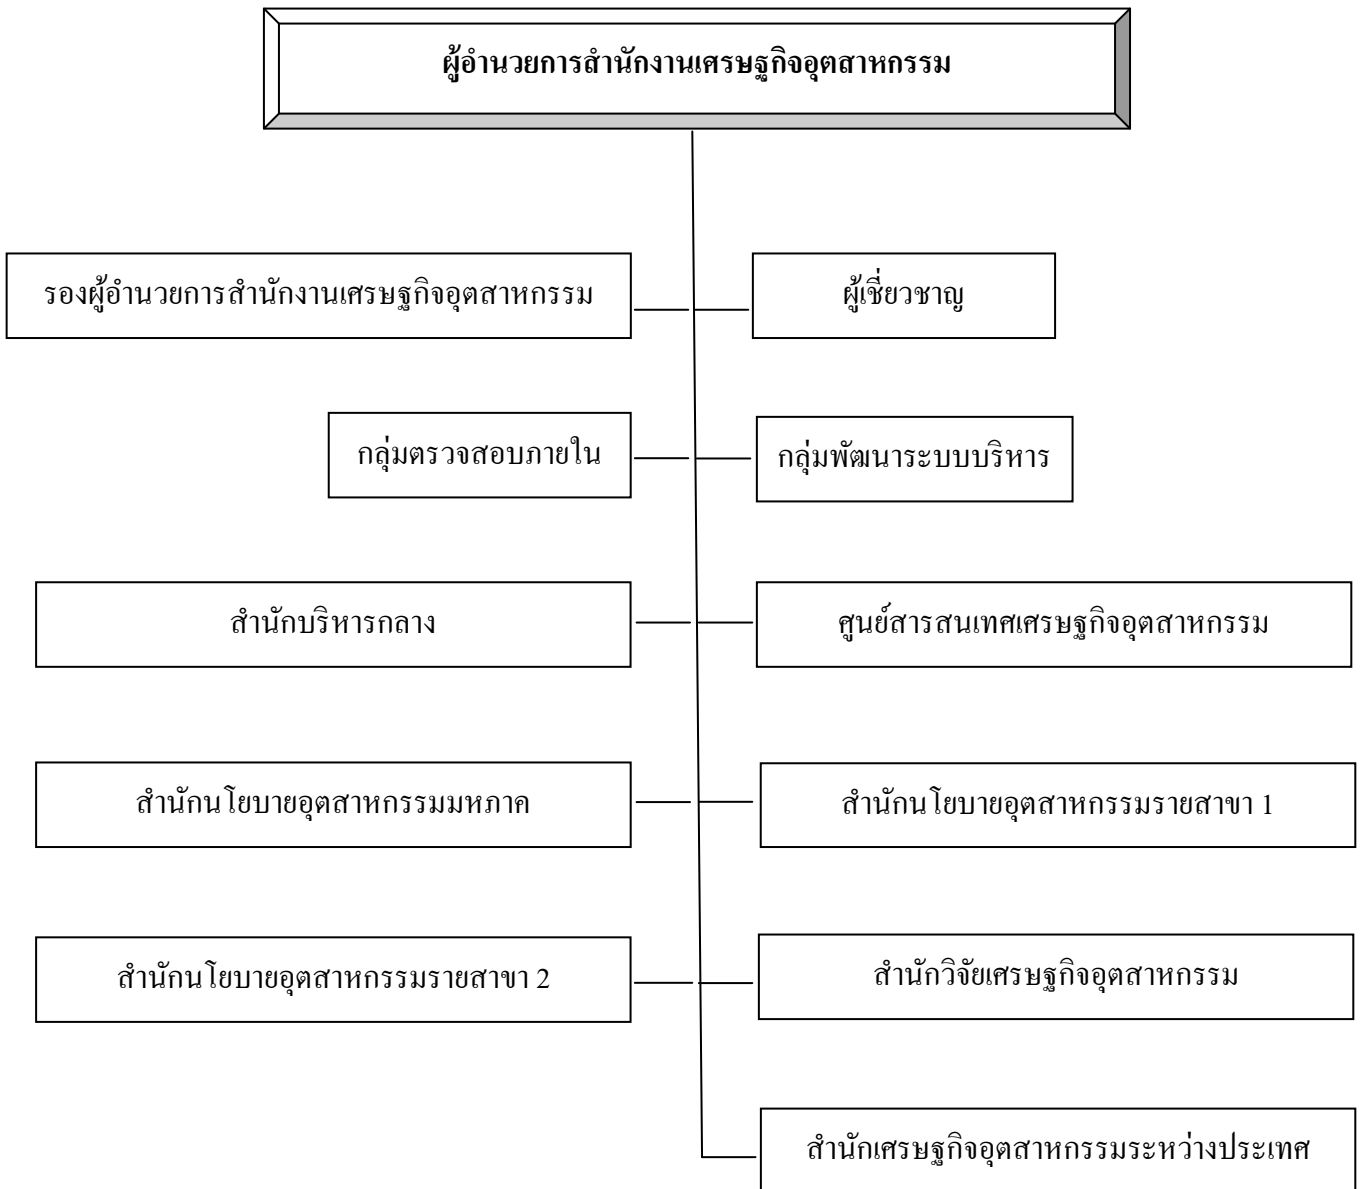 ผู้อำนวยการสำนักงานเศรษฐกิจอุตสาหกรรม
รองผู้อำนวยการสำนักงานเศรษฐกิจอุตสาหกรรม
ผู้เชี่ยวชาญ
กลุ่มตรวจสอบภายใน
กลุ่มพัฒนาระบบบริหาร
สำนักบริหารกลาง
ศูนย์สารสนเทศเศรษฐกิจอุตสาหกรรม
สำนักนโยบายอุตสาหกรรมมหภาค
สำนักนโยบายอุตสาหกรรมรายสาขา 1
สำนักนโยบายอุตสาหกรรมรายสาขา 2
สำนักวิจัยเศรษฐกิจอุตสาหกรรม
สำนักเศรษฐกิจอุตสาหกรรมระหว่างประเทศ